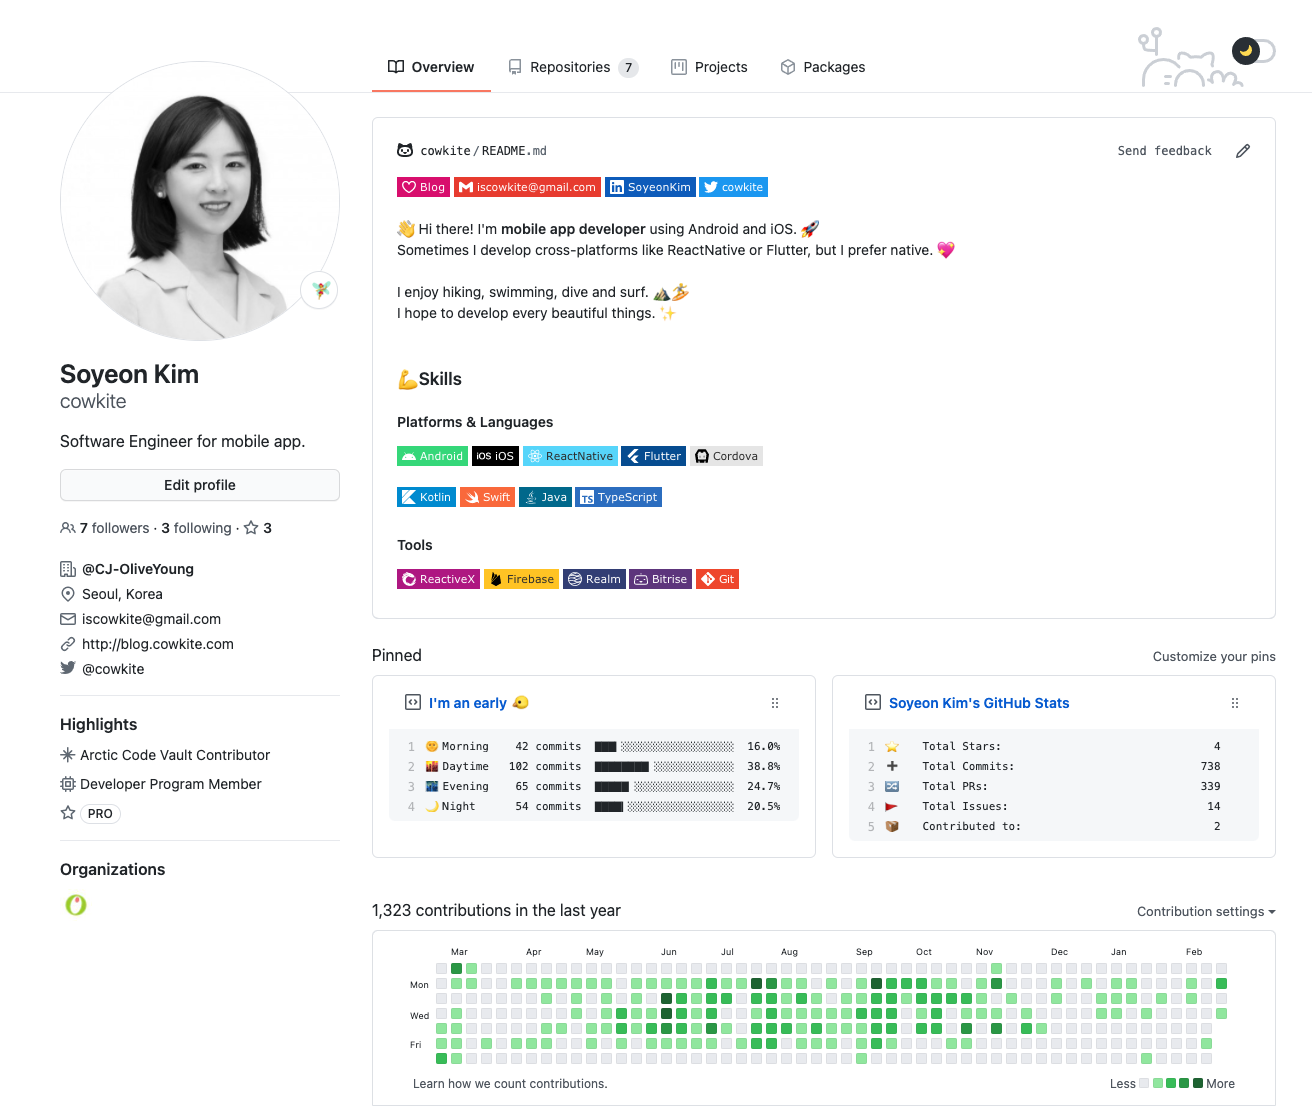 Overview
Repositories 7
Projects
Packages
Soyeon Kim
cowkite
Software Engineer for mobile app.
Edit profile
7 followers · 3 following · 3
@CJ-OliveYoung
Seoul, Korea
iscowkite@gmail.com
http://blog.cowkite.com
@cowkite
Highlights
Arctic Code Vault Contributor
Developer Program Member
PRO
Organizations
cowkite/README.md
Send feedback
Blog iscowkite@gmail.com in SoyeonKim cowkite
👋 Hi there! I'm mobile app developer using Android and iOS. 🚀
Sometimes I develop cross-platforms like ReactNative or Flutter, but I prefer native. 💖
I enjoy hiking, swimming, dive and surf. ⛰️🏄
I hope to develop every beautiful things. ✨
💪Skills
Platforms & Languages
Android iOS iOS ReactNative Flutter Cordova
Kotlin Swift Java TS TypeScript
Tools
ReactiveX Firebase Realm Bitrise Git
Pinned
Customize your pins
I'm an early 🐤
1 🌞 Morning 42 commits ███░░░░░░░░░░░░░░░░░░ 16.0%
2 🌆 Daytime 102 commits ████████░░░░░░░░░░░░░ 38.8%
3 🌃 Evening 65 commits █████░░░░░░░░░░░░░░░░ 24.7%
4 🌙 Night 54 commits ████░░░░░░░░░░░░░░░░░ 20.5%
Soyeon Kim's GitHub Stats
1 ⭐ Total Stars: 4
2 ➕ Total Commits: 738
3 🔀 Total PRs: 339
4 🚩 Total Issues: 14
5 📦 Contributed to: 2
1,323 contributions in the last year
Contribution settings
Mar Apr May Jun Jul Aug Sep Oct Nov Dec Jan Feb
Mon
Wed
Fri
Learn how we count contributions.
Less More